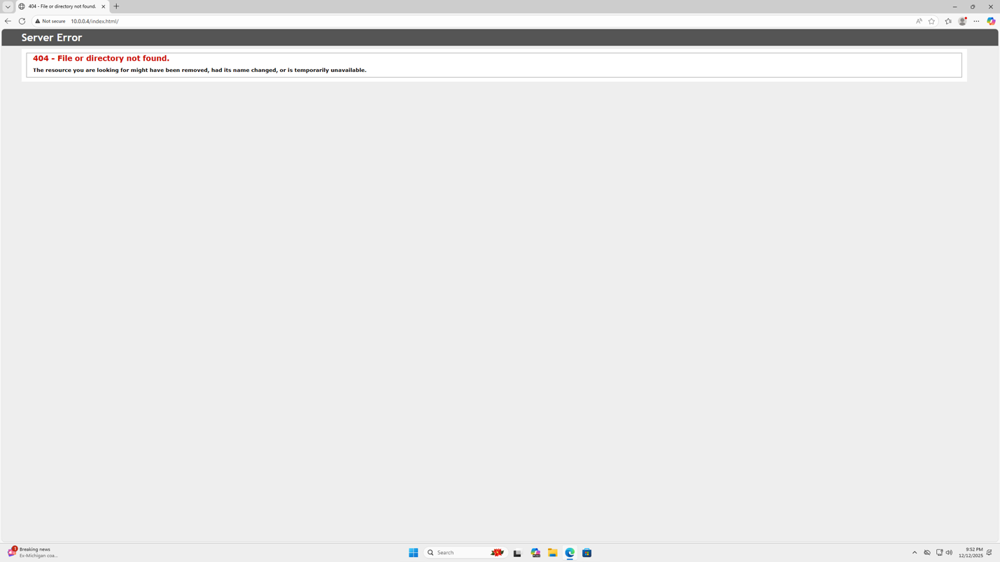 404 - File or directory not found.
Not secure
10.0.0.4/index.html/
Server Error
404 - File or directory not found.
The resource you are looking for might have been removed, had its name changed, or is temporarily unavailable.
1
Breaking news
Ex-Michigan coa...
Search
9:52 PM
12/12/2025